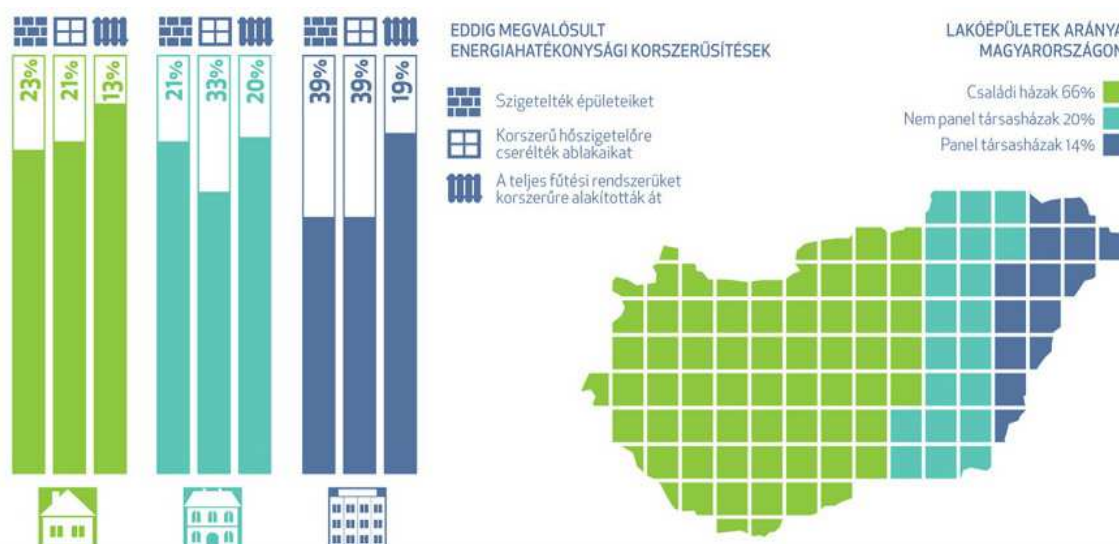 23%
21%
13%
21%
33%
20%
39%
39%
19%
EDDIG MEGVALÓSULT
ENERGIAHATÉKONYSÁGI KORSZERŰSÍTÉSEK
Szigetelték épületeiket
Korszerű hőszigetelőre
cserélték ablakaikat
A teljes fűtési rendszerüket
korszerűre alakították át
LAKÓÉPÜLETEK ARÁNYA
MAGYARORSZÁGON
Családi házak 66%
Nem panel társasházak 20%
Panel társasházak 14%